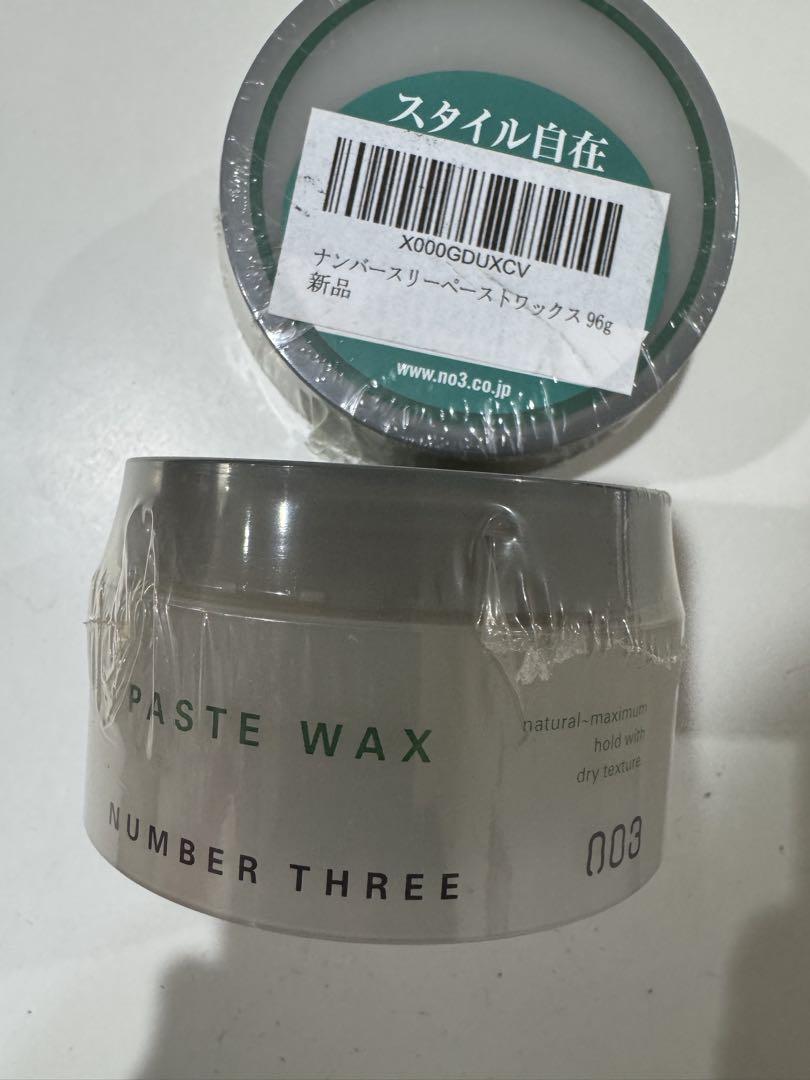 スタイル自在
X000GDUXCV
ナンバースリーペーストワックス 96g
新品
www.no3.co.jp
PASTE WAX
natural~maximum
hold with
dry texture
NUMBER THREE
003